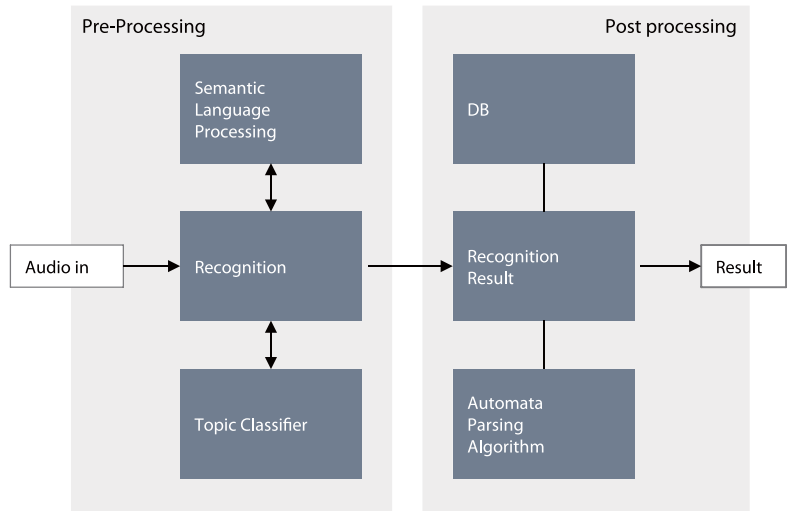 Pre-Processing
Post processing
Semantic
Language
Processing
DB
Audio in
Recognition
Recognition
Result
Result
Topic Classifier
Automata
Parsing
Algorithm